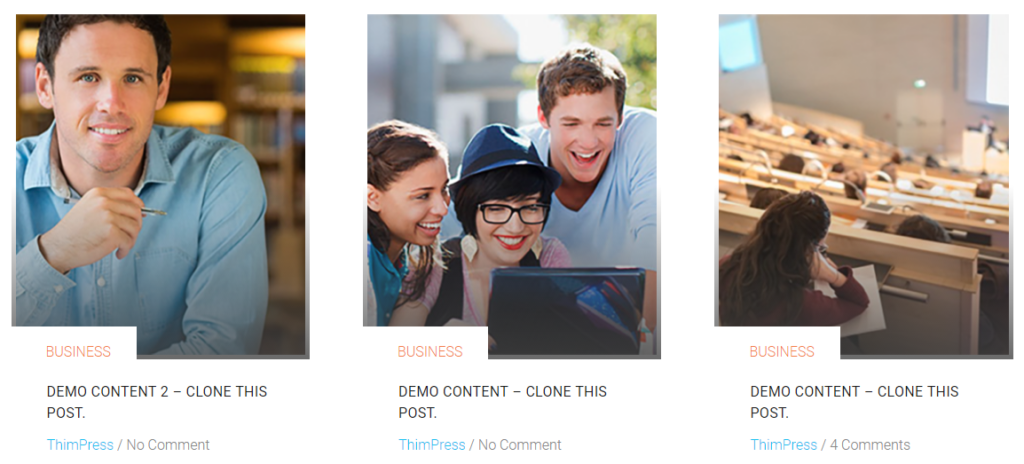 BUSINESS
DEMO CONTENT 2 – CLONE THIS
POST.
ThimPress / No Comment
BUSINESS
DEMO CONTENT – CLONE THIS
POST.
ThimPress / No Comment
BUSINESS
DEMO CONTENT – CLONE THIS
POST.
ThimPress / 4 Comments